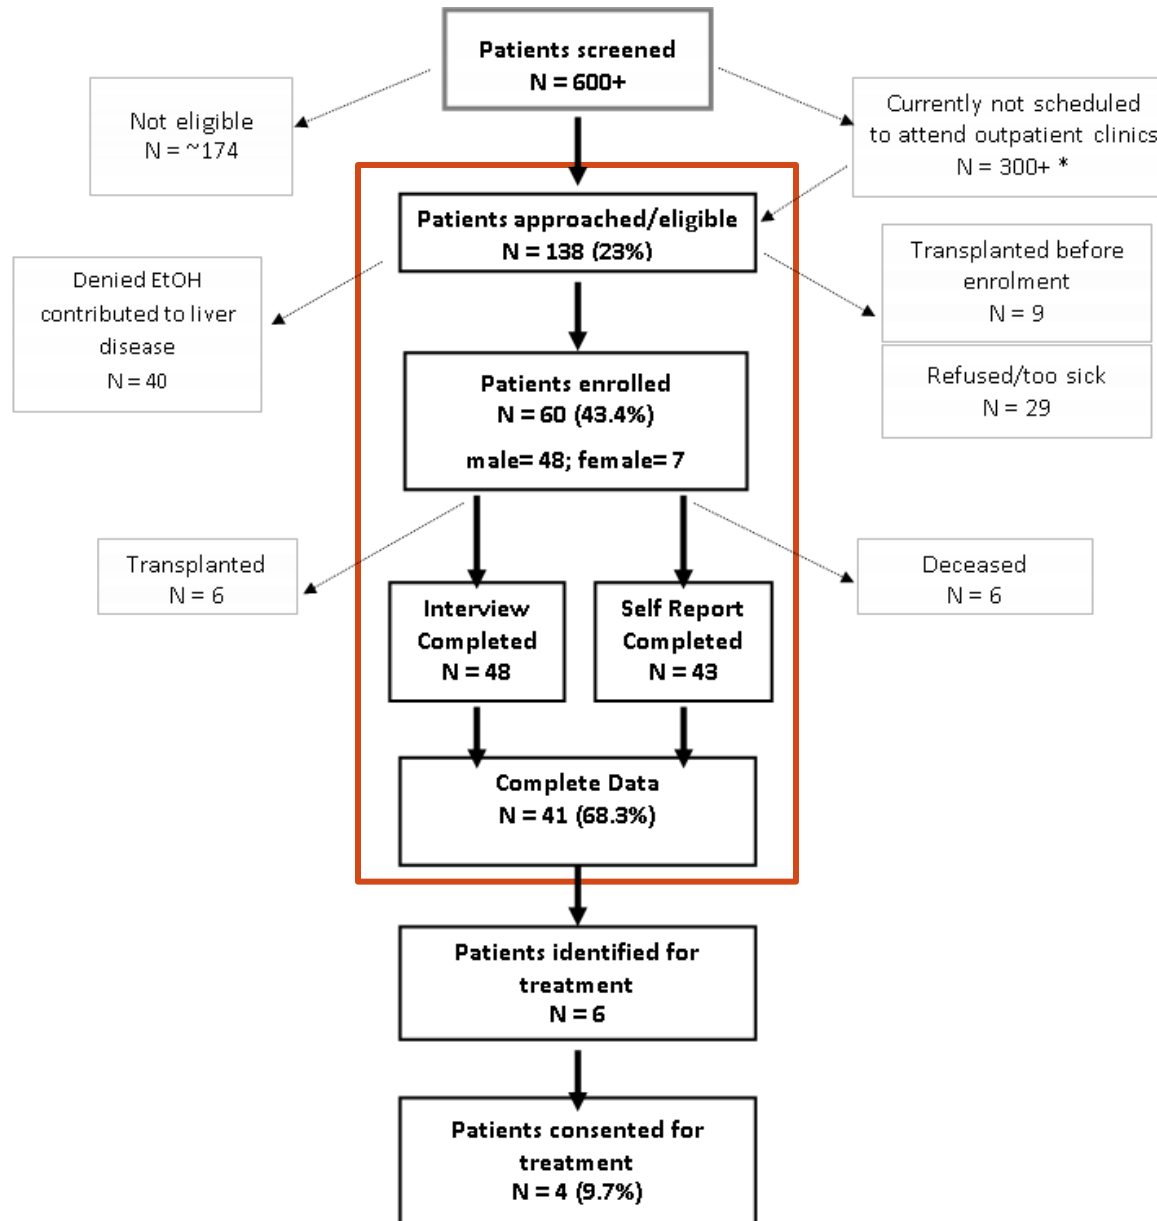 Patients screened
N = 600+
Not eligible
N = ~174
Currently not scheduled
to attend outpatient clinics
N = 300+ *
Patients approached/eligible
N = 138 (23%)
Denied EtOH
contributed to liver
disease
N = 40
Transplanted before
enrolment
N = 9
Refused/too sick
N = 29
Patients enrolled
N = 60 (43.4%)
male= 48; female= 7
Transplanted
N = 6
Deceased
N = 6
Interview
Completed
N = 48
Self Report
Completed
N = 43
Complete Data
N = 41 (68.3%)
Patients identified for
treatment
N = 6
Patients consented for
treatment
N = 4 (9.7%)